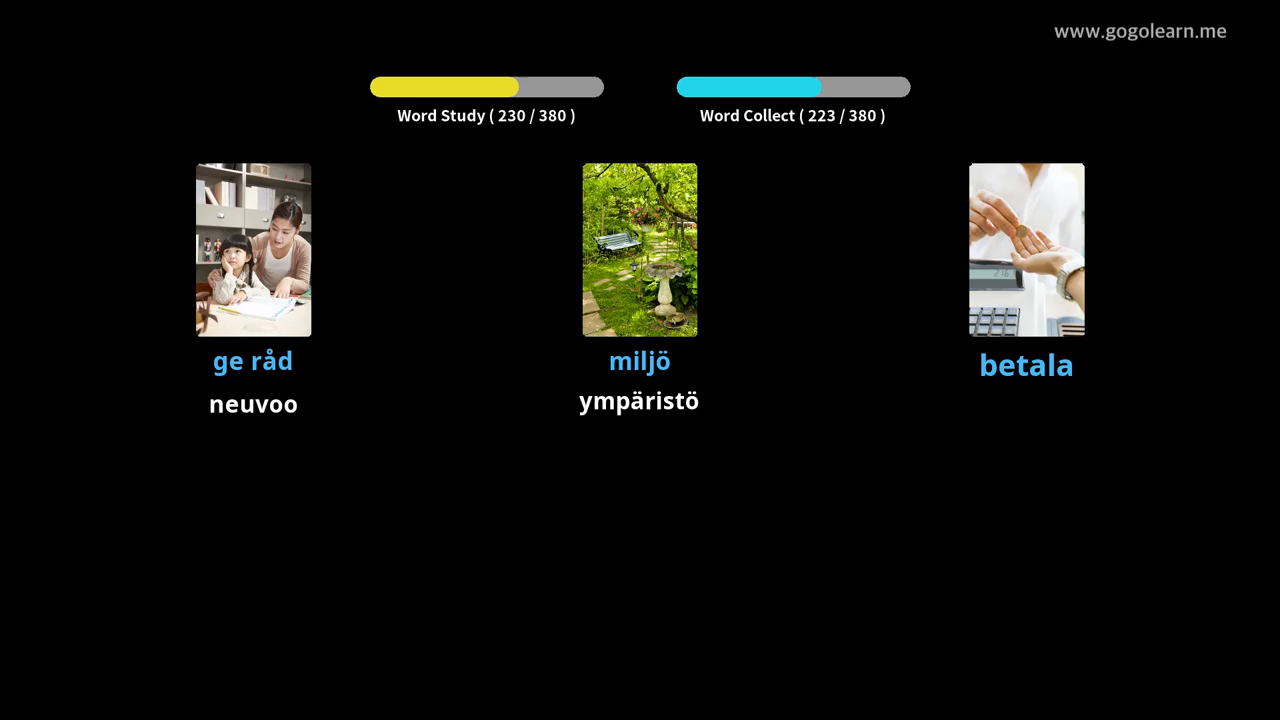 www.gogolearn.me
Word Study ( 230 / 380 )
Word Collect ( 223 / 380 )
ge råd
miljö
betala
neuvoo
ympäristö